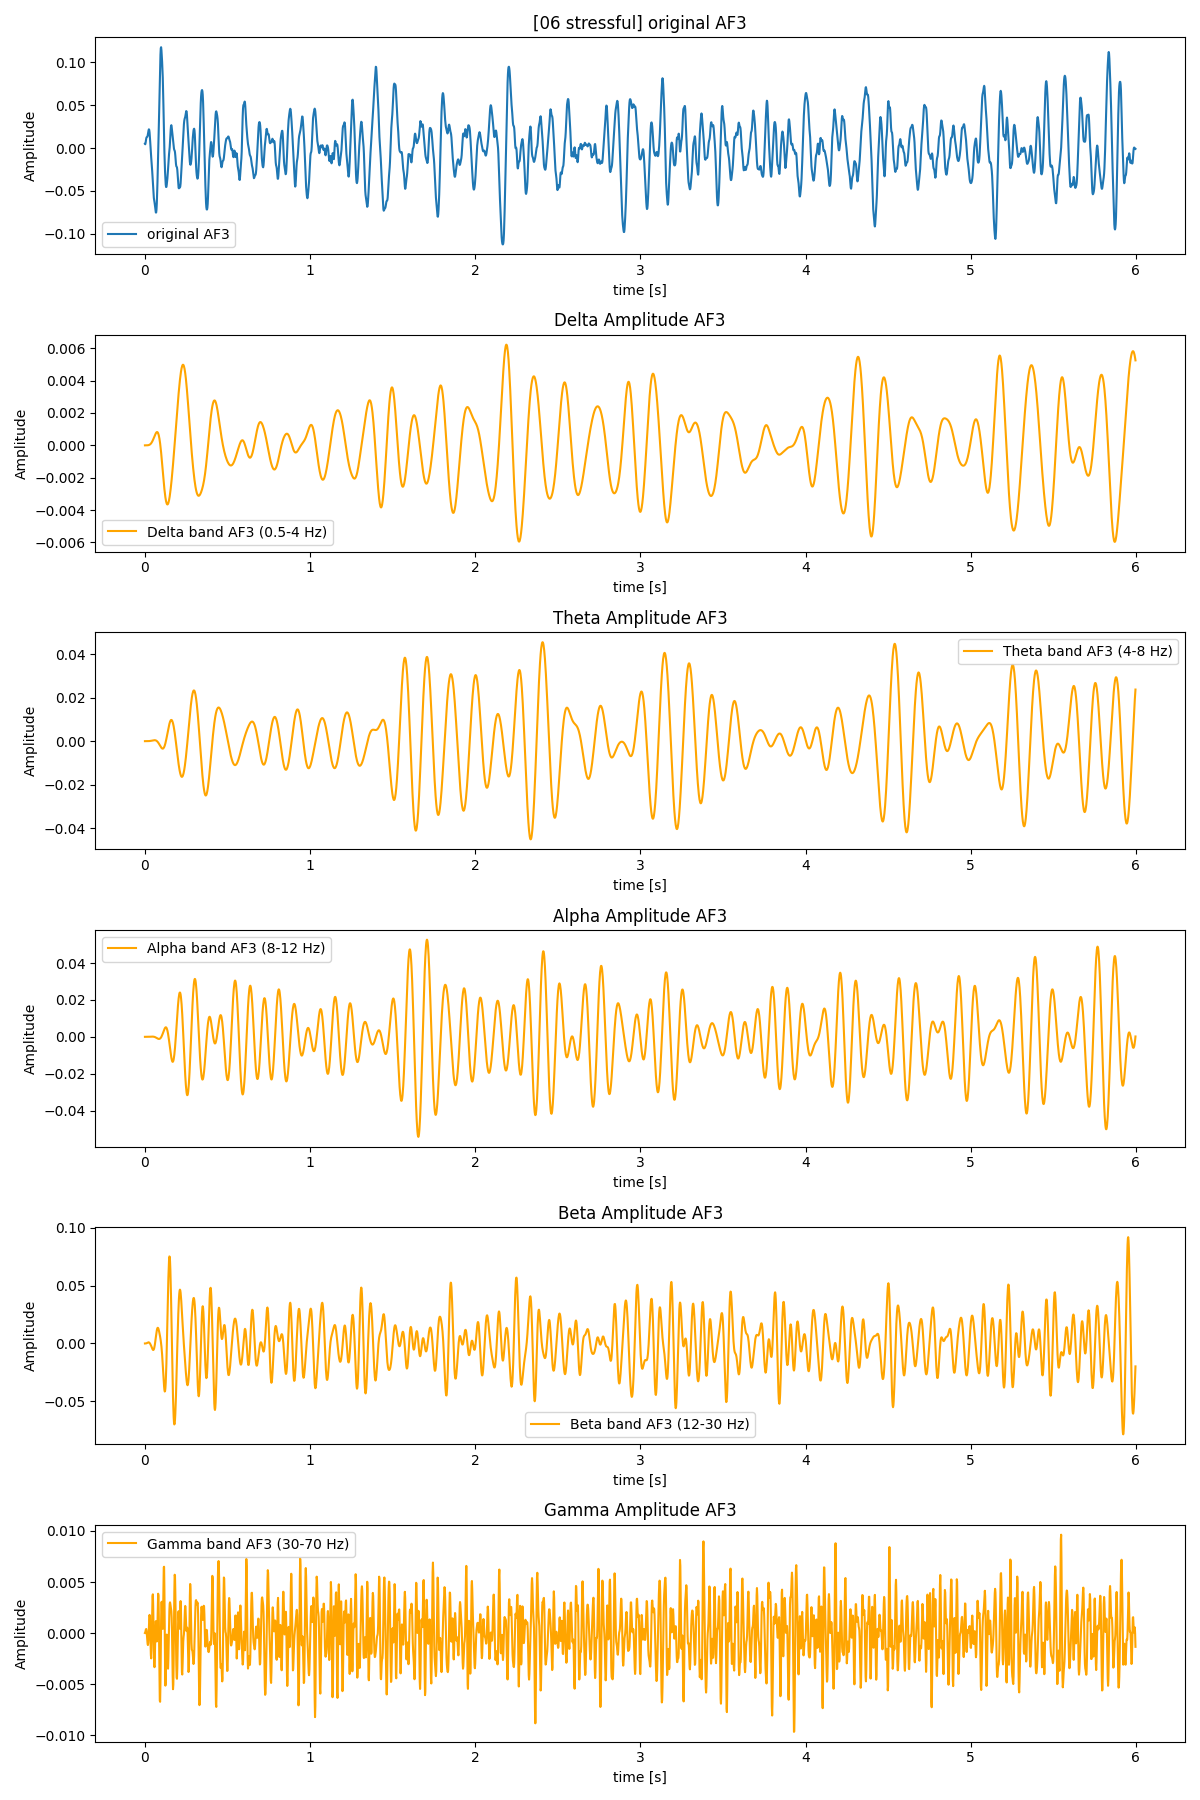 [06 stressful] original AF3
Amplitude
0.10
0.05
0.00
−0.05
−0.10
original AF3
0 1 2 3 4 5 6
time [s]
Delta Amplitude AF3
Amplitude
0.006
0.004
0.002
0.000
−0.002
−0.004
−0.006
Delta band AF3 (0.5-4 Hz)
0 1 2 3 4 5 6
time [s]
Theta Amplitude AF3
Amplitude
0.04
0.02
0.00
−0.02
−0.04
Theta band AF3 (4-8 Hz)
0 1 2 3 4 5 6
time [s]
Alpha Amplitude AF3
Amplitude
0.04
0.02
0.00
−0.02
−0.04
Alpha band AF3 (8-12 Hz)
0 1 2 3 4 5 6
time [s]
Beta Amplitude AF3
Amplitude
0.10
0.05
0.00
−0.05
Beta band AF3 (12-30 Hz)
0 1 2 3 4 5 6
time [s]
Gamma Amplitude AF3
Amplitude
0.010
0.005
0.000
−0.005
−0.010
Gamma band AF3 (30-70 Hz)
0 1 2 3 4 5 6
time [s]